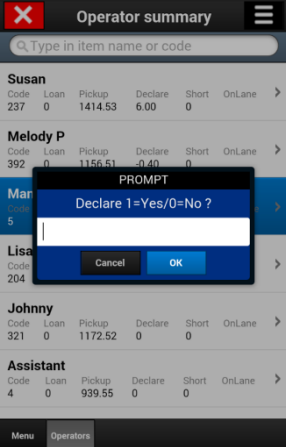 Operator summary
Type in item name or code
Susan
Code Loan Pickup Declare Short OnLane
237 0 1414.53 6.00 0
Melody P
Code Loan Pickup Declare Short OnLane
392 0 1156.51 -0.40 0
PROMPT
Man
Declare 1=Yes/0=No ?
Code
5
Lisa
Cancel OK
Code
204
Johnny
Code Loan Pickup Declare Short OnLane
321 0 1172.52 0 0
Assistant
Code Loan Pickup Declare Short OnLane
4 0 939.55 0 0
Menu Operators